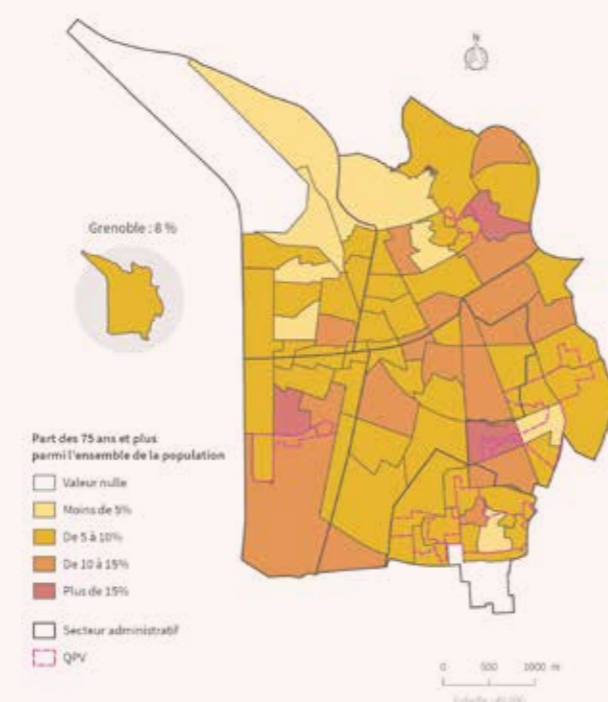 N
Grenoble : 8 %
Part des 75 ans et plus
parmi l'ensemble de la population
Valeur nulle
Moins de 5%
De 5 à 10%
De 10 à 15%
Plus de 15%
Secteur administratif
QPV
0 500 1000 m